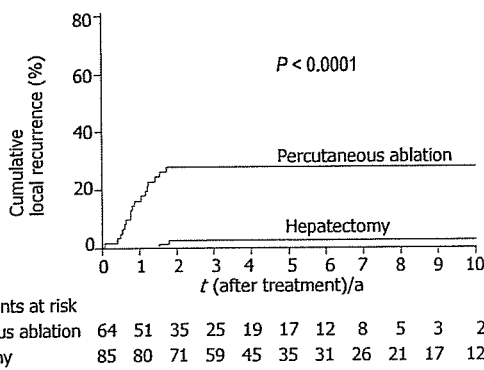 80
60
40
20
0
Cumulative
local recurrence (%)
P < 0.0001
Percutaneous ablation
Hepatectomy
0 1 2 3 4 5 6 7 8 9 10
t (after treatment)/a
nts at risk
us ablation 64 51 35 25 19 17 12 8 5 3 2
ny 85 80 71 59 45 35 31 26 21 17 12